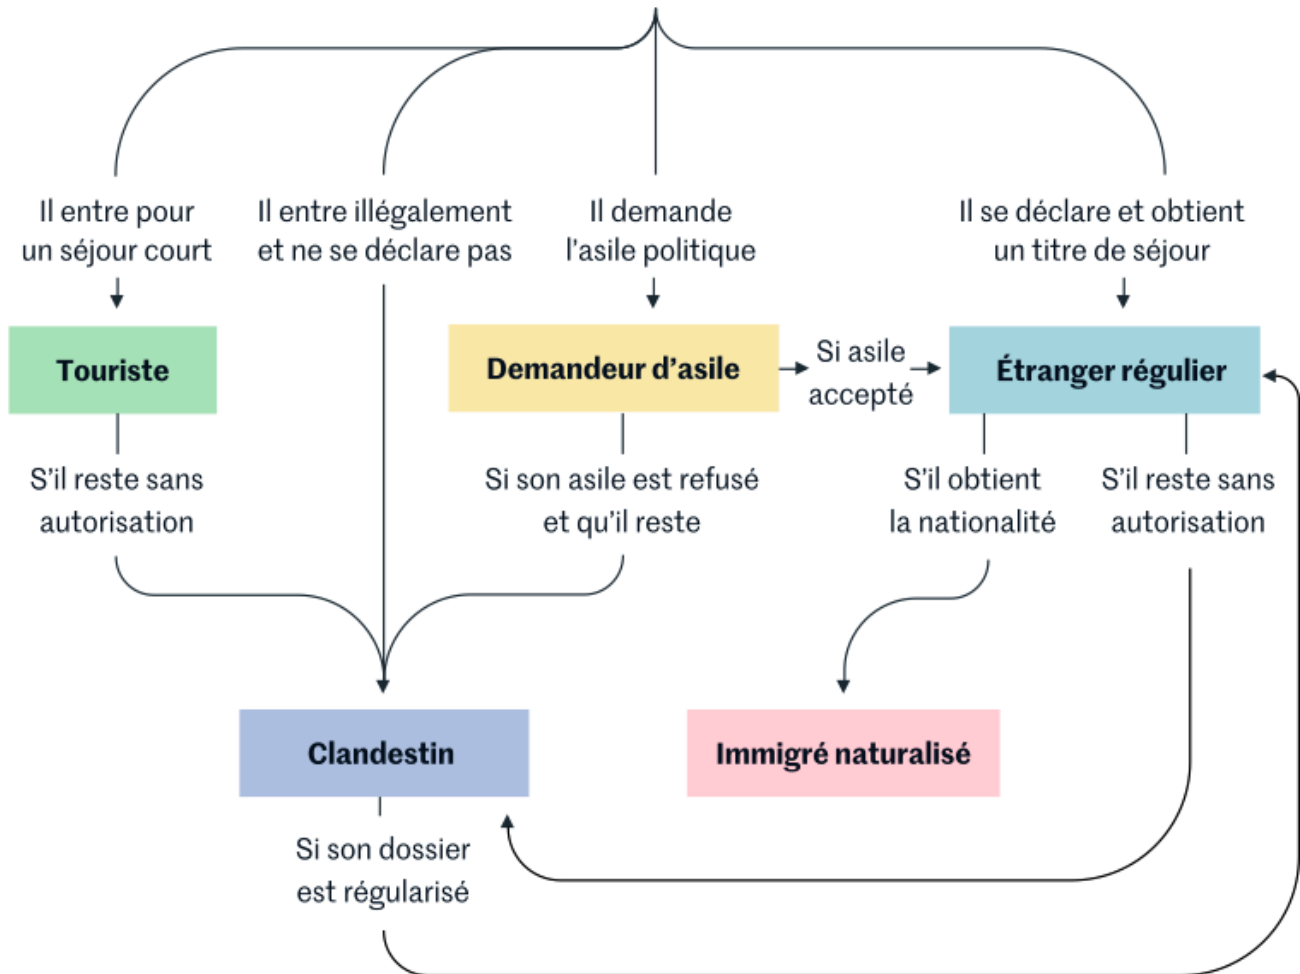 Il entre pour
un séjour court
Il entre illégalement
et ne se déclare pas
Il demande
l'asile politique
Il se déclare et obtient
un titre de séjour
Touriste
Demandeur d'asile
Si asile
accepté
Étranger régulier
S'il reste sans
autorisation
Si son asile est refusé
et qu'il reste
S'il obtient
la nationalité
S'il reste sans
autorisation
Clandestin
Immigré naturalisé
Si son dossier
est régularisé